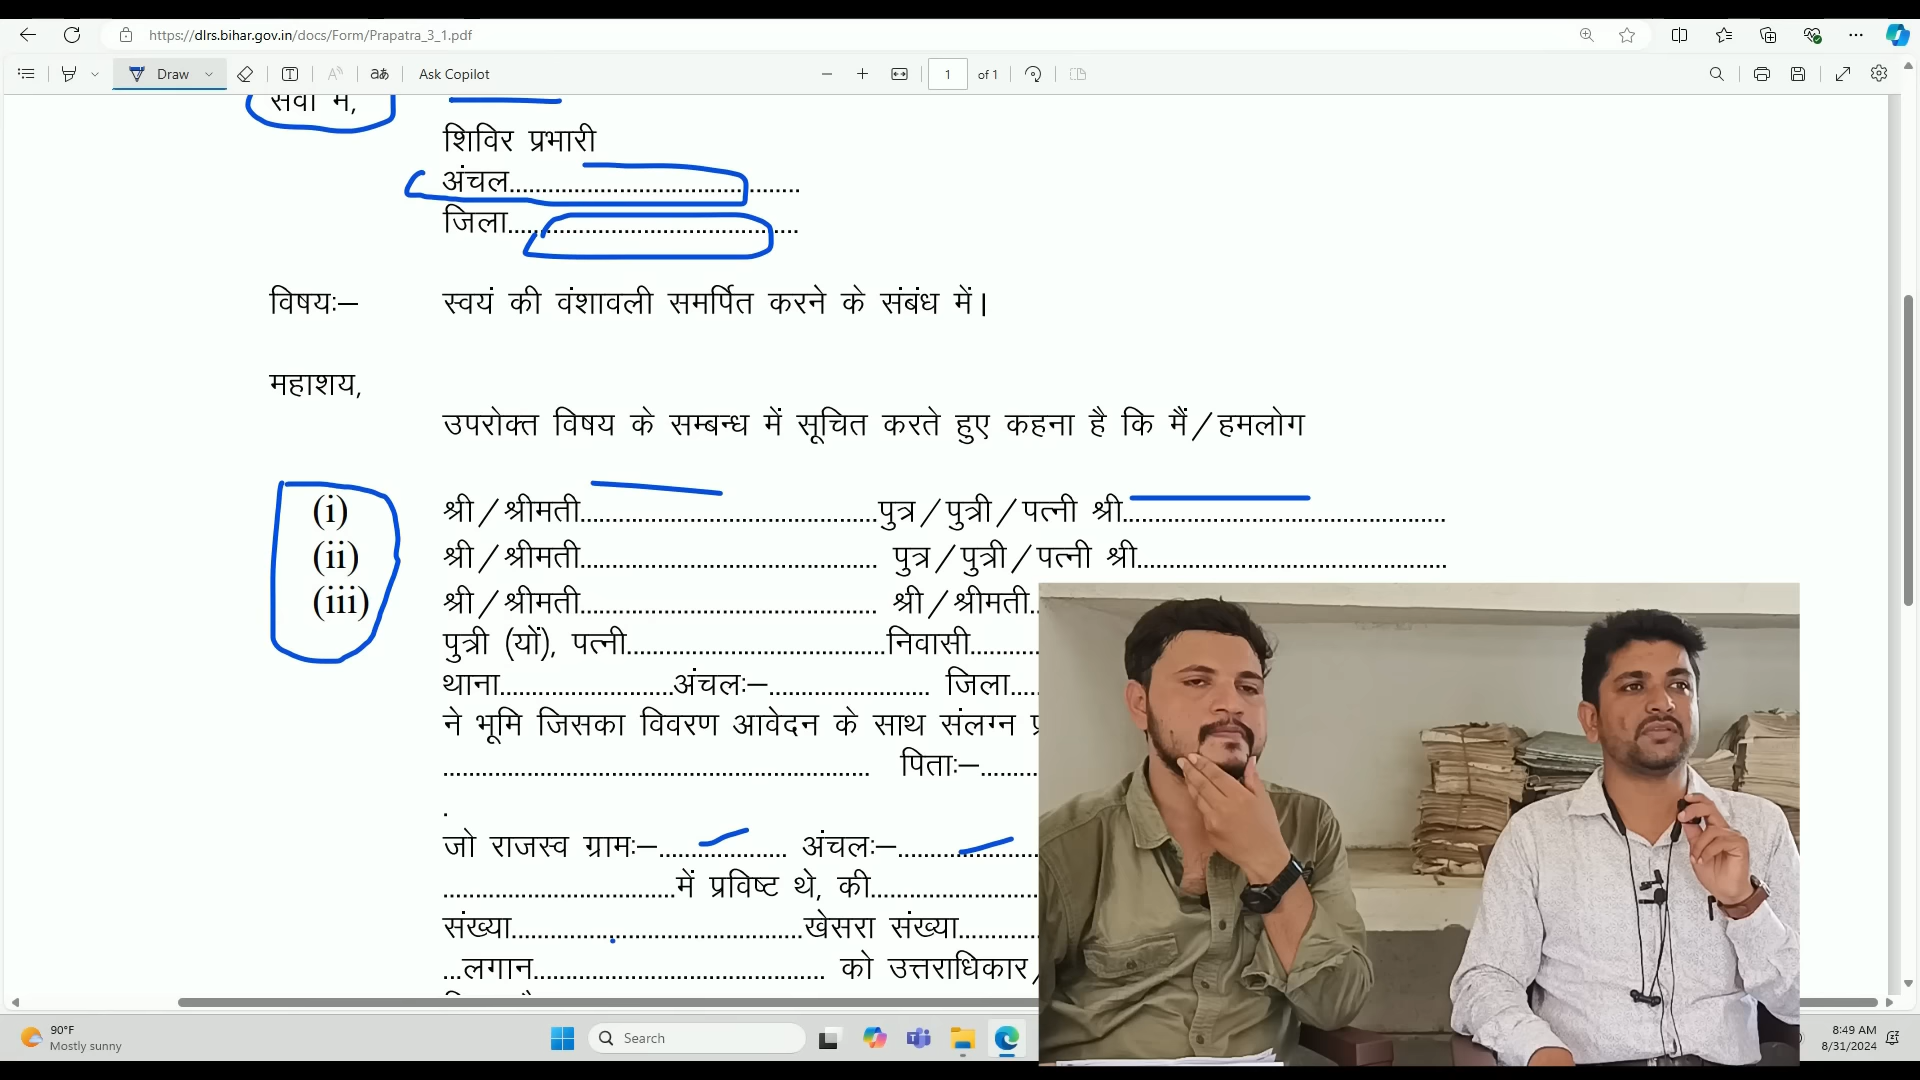 https://dlrs.bihar.gov.in/docs/Form/Prapatra_3_1.pdf
Draw
Ask Copilot
1 of 1
सेवा में,
शिविर प्रभारी
अंचल.............................................
जिला.............................................
विषयः— स्वयं की वंशावली समर्पित करने के संबंध में।
महाशय,
उपरोक्त विषय के सम्बन्ध में सूचित करते हुए कहना है कि मैं/हमलोग
(i) श्री/श्रीमती..............................................पुत्र/पुत्री/पत्नी श्री..................................................
(ii) श्री/श्रीमती.............................................. पुत्र/पुत्री/पत्नी श्री................................................
(iii) श्री/श्रीमती.............................................. श्री/श्रीमती.
पुत्री (यों), पत्नी........................................निवासी...........
थाना...........................अंचलः—......................... जिला.....
ने भूमि जिसका विवरण आवेदन के साथ संलग्न
.................................................................. पिताः—.........
.
जो राजस्व ग्रामः—.................... अंचलः—......................
....................................में प्रविष्ट थे, की..........................
संख्या.............................................खेसरा संख्या.............
...लगान............................................. को उत्तराधिकार/
90°F
Mostly sunny
Search
8:49 AM
8/31/2024